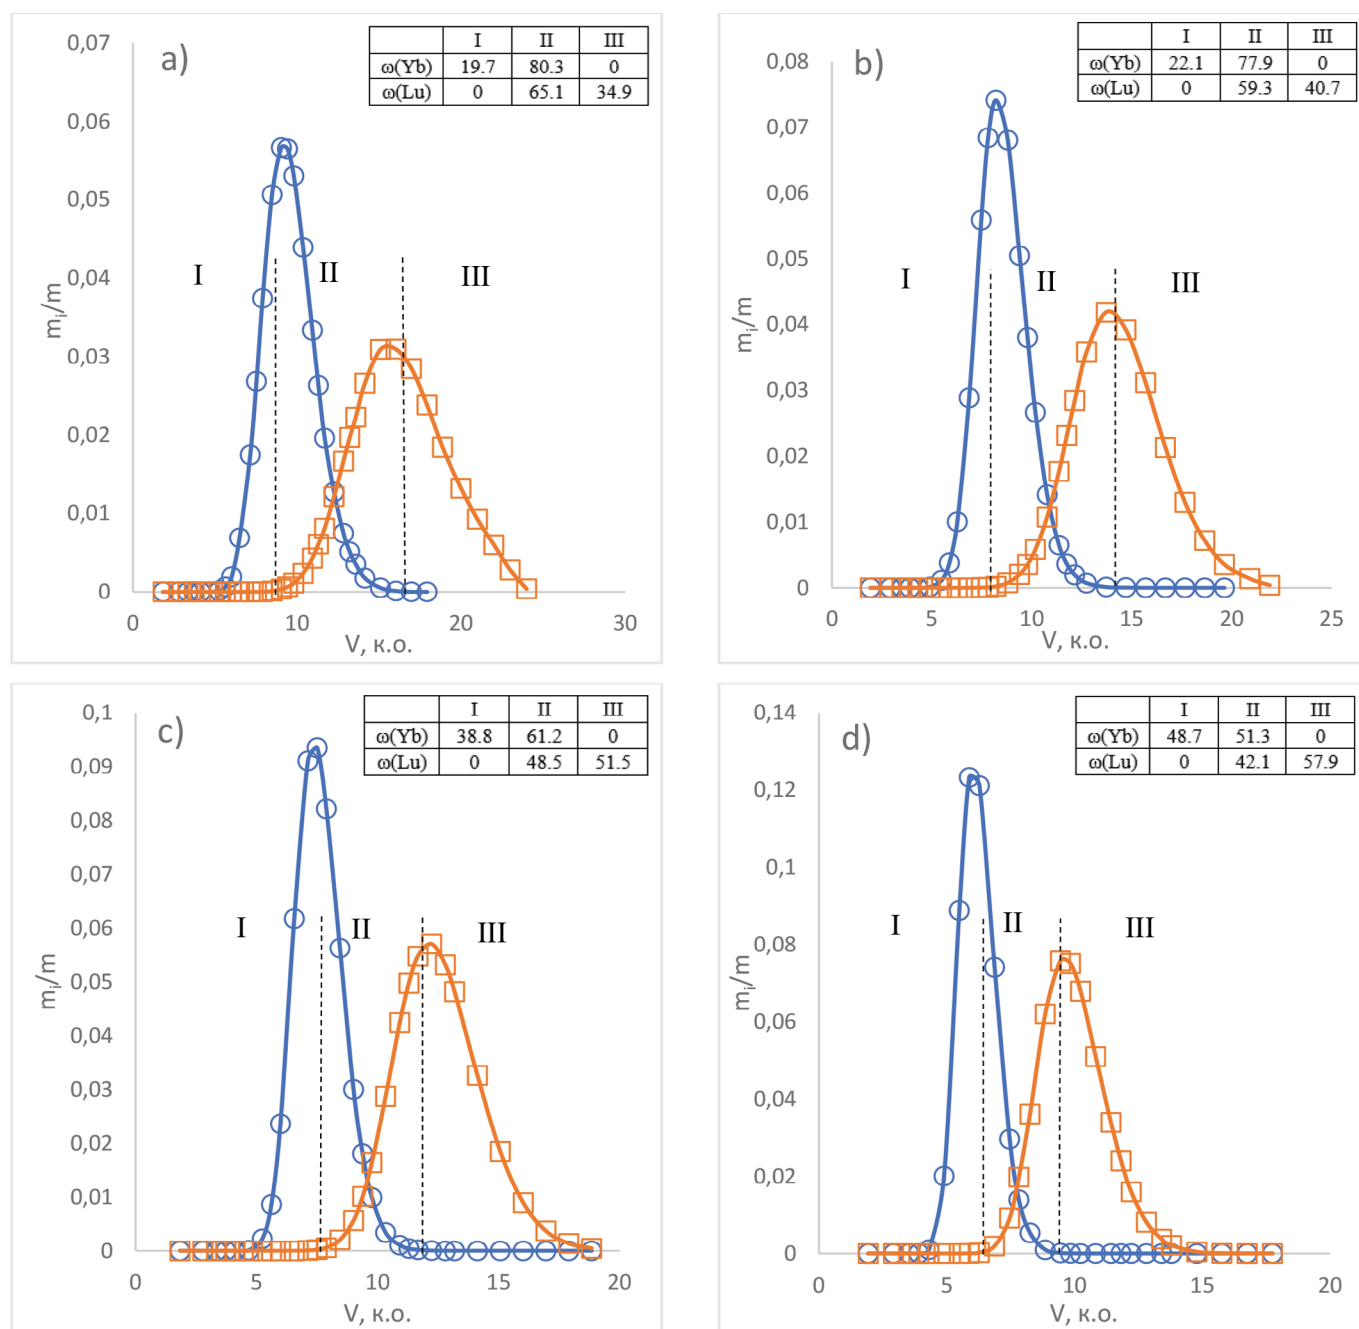 a)
I II III
ω(Yb) 19.7 80.3 0
ω(Lu) 0 65.1 34.9
0,07
0,06
0,05
0,04
0,03
0,02
0,01
0
mᵢ/m
I II III
0 10 20 30
V, к.о.
b)
I II III
ω(Yb) 22.1 77.9 0
ω(Lu) 0 59.3 40.7
0,08
0,07
0,06
0,05
0,04
0,03
0,02
0,01
0
mᵢ/m
I II III
0 5 10 15 20 25
V, к.о.
c)
I II III
ω(Yb) 38.8 61.2 0
ω(Lu) 0 48.5 51.5
0,1
0,09
0,08
0,07
0,06
0,05
0,04
0,03
0,02
0,01
0
mᵢ/m
I II III
0 5 10 15 20
V, к.о.
d)
I II III
ω(Yb) 48.7 51.3 0
ω(Lu) 0 42.1 57.9
0,14
0,12
0,1
0,08
0,06
0,04
0,02
0
mᵢ/m
I II III
0 5 10 15 20
V, к.о.